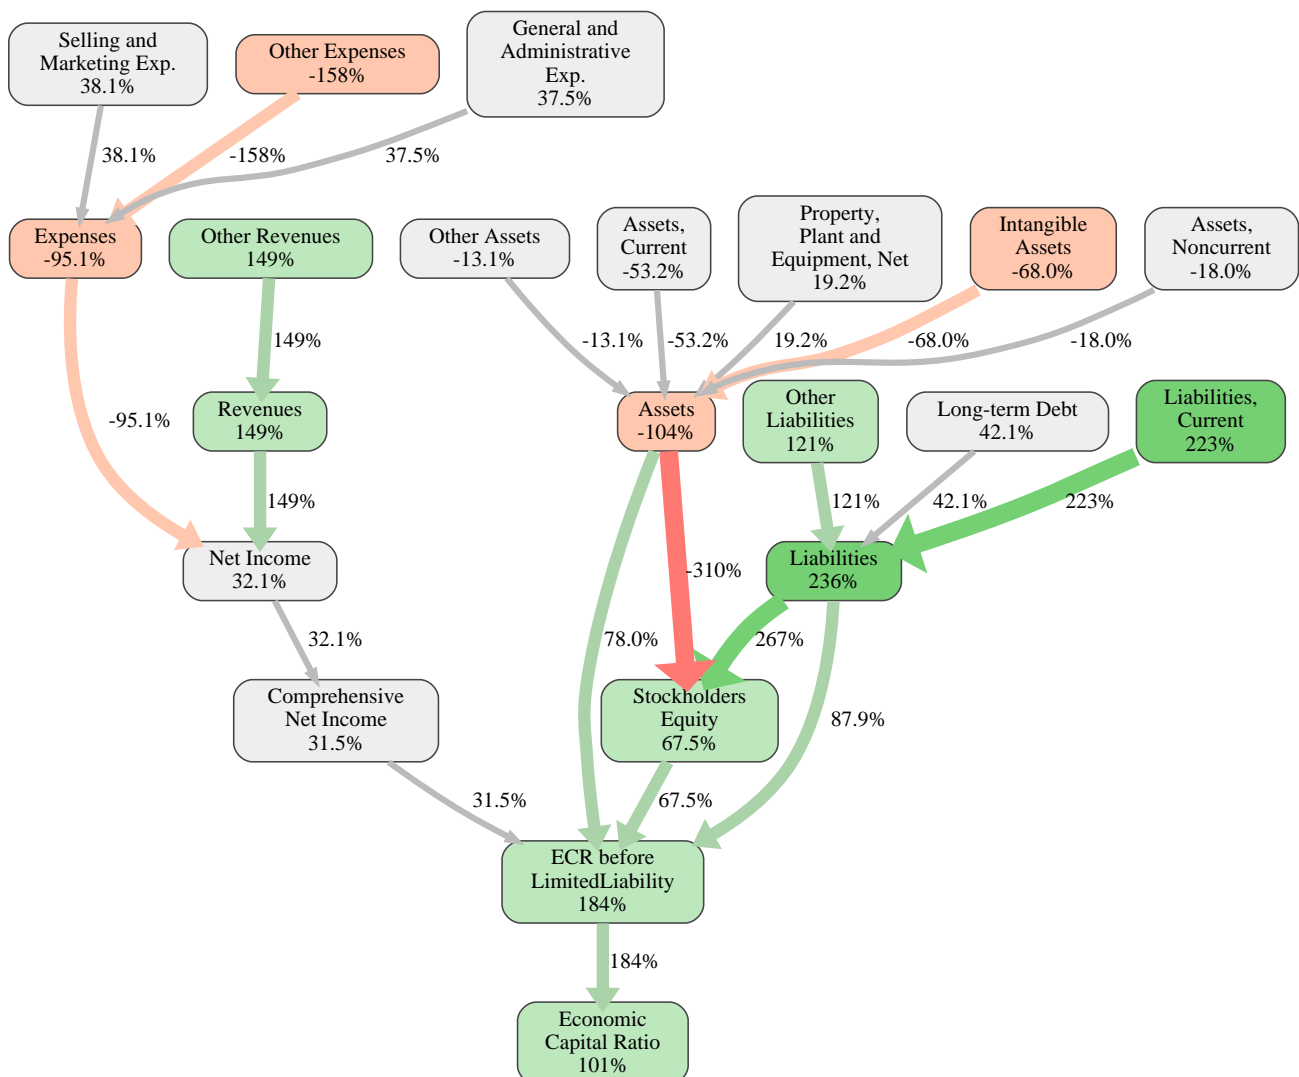 Selling and
Marketing Exp.
38.1%
Other Expenses
-158%
General and
Administrative
Exp.
37.5%
38.1%
-158%
37.5%
Expenses
-95.1%
Other Revenues
149%
Other Assets
-13.1%
Assets,
Current
-53.2%
Property,
Plant and
Equipment, Net
19.2%
Intangible
Assets
-68.0%
Assets,
Noncurrent
-18.0%
149%
-13.1%
-53.2%
19.2%
-68.0%
-18.0%
-95.1%
Revenues
149%
Assets
-104%
Other
Liabilities
121%
Long-term Debt
42.1%
Liabilities,
Current
223%
149%
121%
42.1%
223%
Net Income
32.1%
-310%
Liabilities
236%
32.1%
78.0%
267%
Comprehensive
Net Income
31.5%
Stockholders
Equity
67.5%
87.9%
31.5%
67.5%
ECR before
LimitedLiability
184%
184%
Economic
Capital Ratio
101%